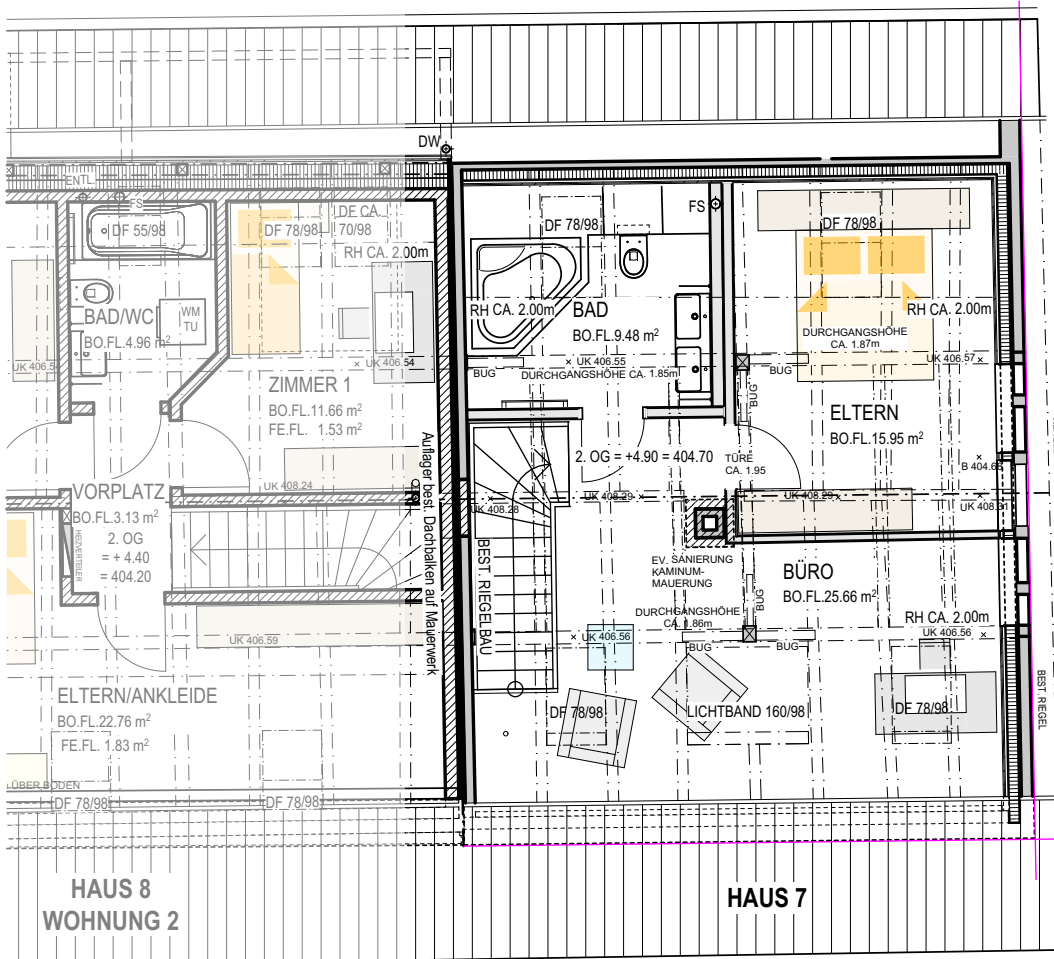 DW
ENTL.
FS
DF 55/98
DF 78/98
DF CA.
70/98
RH CA. 2.00m
BAD/WC
BO.FL.4.96 m²
WM
TU
UK 406.54
ZIMMER 1
BO.FL.11.66 m²
FE.FL. 1.53 m²
UK 408.24
VORPLATZ
BO.FL.3.13 m²
2. OG
= + 4.40
= 404.20
HEIZVERTEILER
UK 406.59
ELTERN/ANKLEIDE
BO.FL.22.76 m²
FE.FL. 1.83 m²
ÜBER BODEN
DF 78/98
DF 78/98
Auflager best. Dachbalken auf Mauerwerk
HAUS 8
WOHNUNG 2
DF 78/98
FS
RH CA. 2.00m
BAD
BO.FL.9.48 m²
UK 406.55
BUG
DURCHGANGSHÖHE CA. 1.85m
DF 78/98
RH CA. 2.00m
DURCHGANGSHÖHE
CA. 1.87m
UK 406.57
BUG
BUG
ELTERN
BO.FL.15.95 m²
2. OG = +4.90 = 404.70
TÜRE
CA. 1.95
UK 408.28
UK 408.29
UK 408.29
UK 408.31
BEST. RIEGELBAU
EV. SANIERUNG
KAMINUM-
MAUERUNG
BÜRO
BO.FL.25.66 m²
BUG
DURCHGANGSHÖHE
CA. 1.86m
RH CA. 2.00m
UK 406.56
UK 406.56
BUG
BUG
DF 78/98
LICHTBAND 160/98
DF 78/98
BEST. RIEGEL
HAUS 7